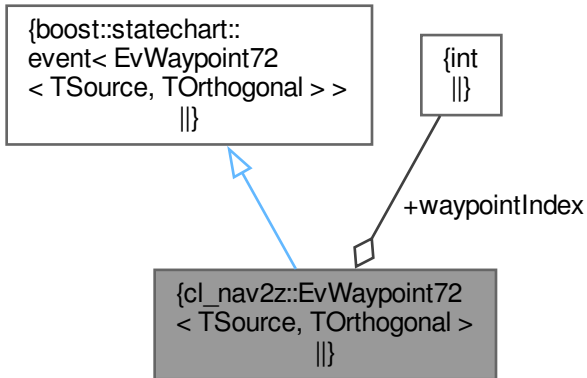 {boost::statechart::
event< EvWaypoint72
< TSource, TOrthogonal > >
||}
{int
||}
+waypointIndex
{cl_nav2z::EvWaypoint72
< TSource, TOrthogonal >
||}